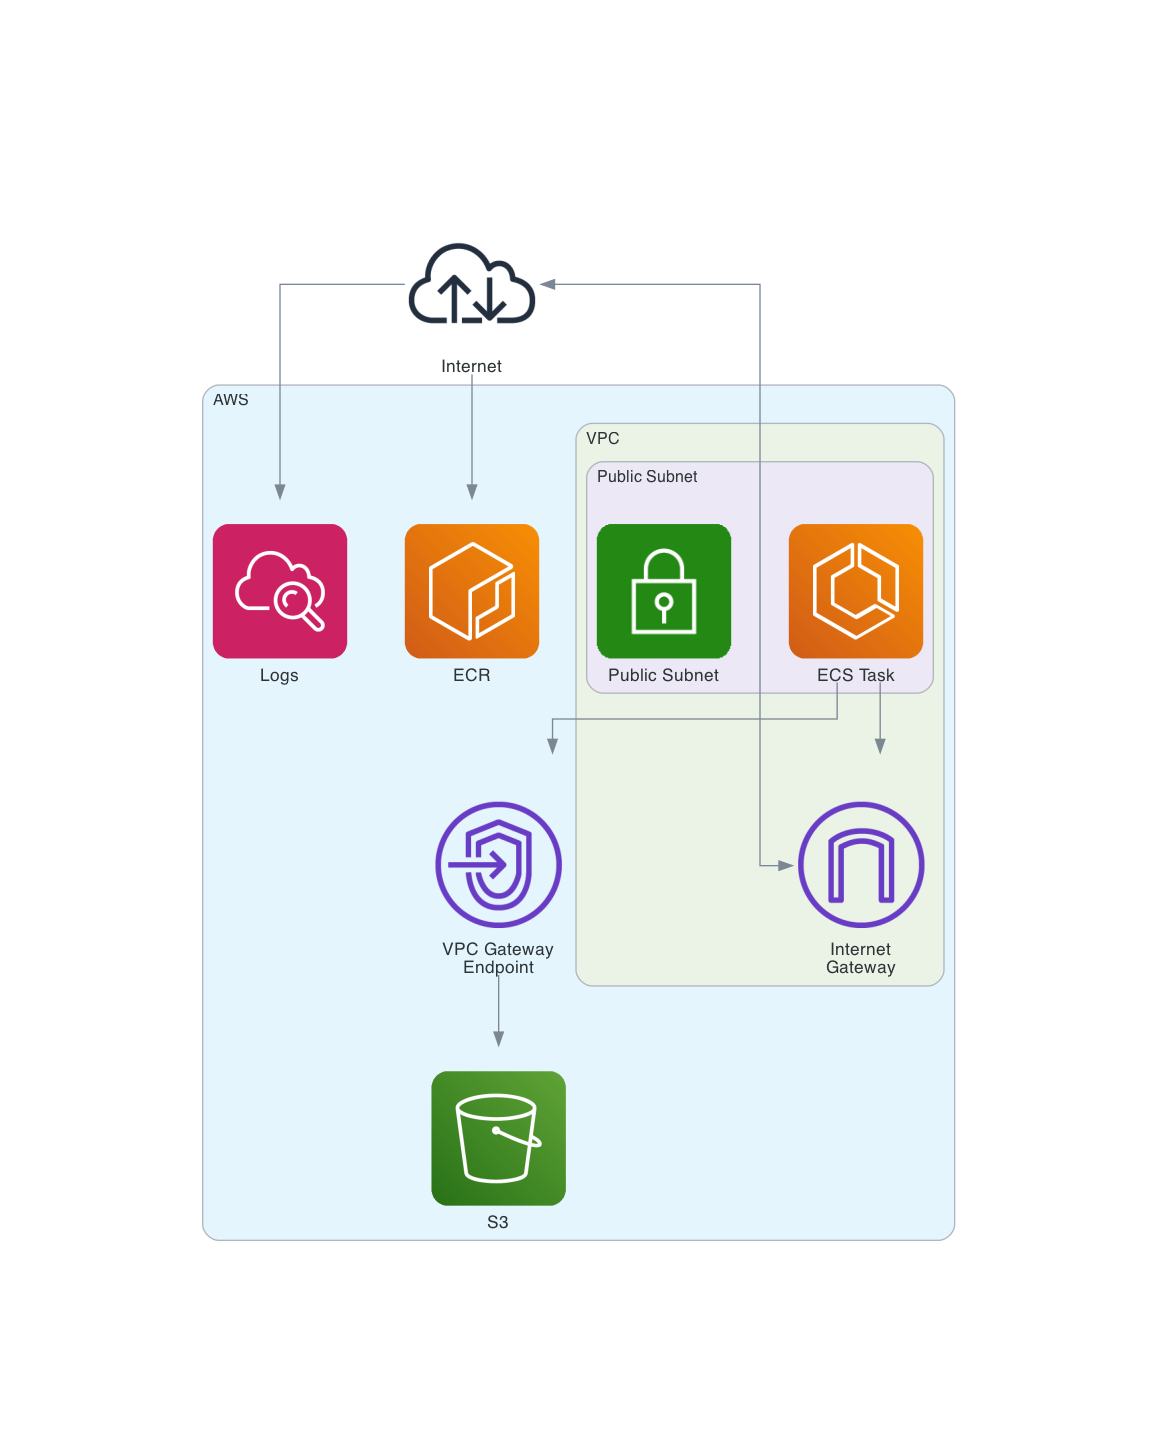 Internet
AWS
VPC
Public Subnet
Logs
ECR
Public Subnet
ECS Task
VPC Gateway
Endpoint
Internet
Gateway
S3